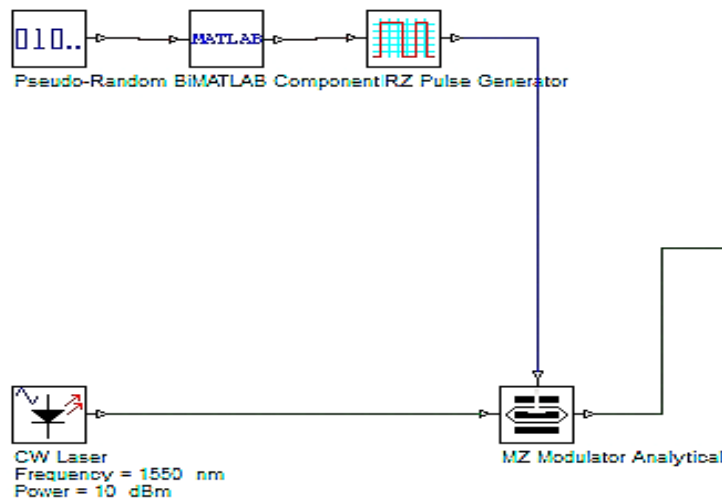 010..
MATLAB
Pseudo-Random BiMATLAB ComponentRZ Pulse Generator
CW Laser
Frequency = 1550 nm
Power = 10 dBm
MZ Modulator Analytical